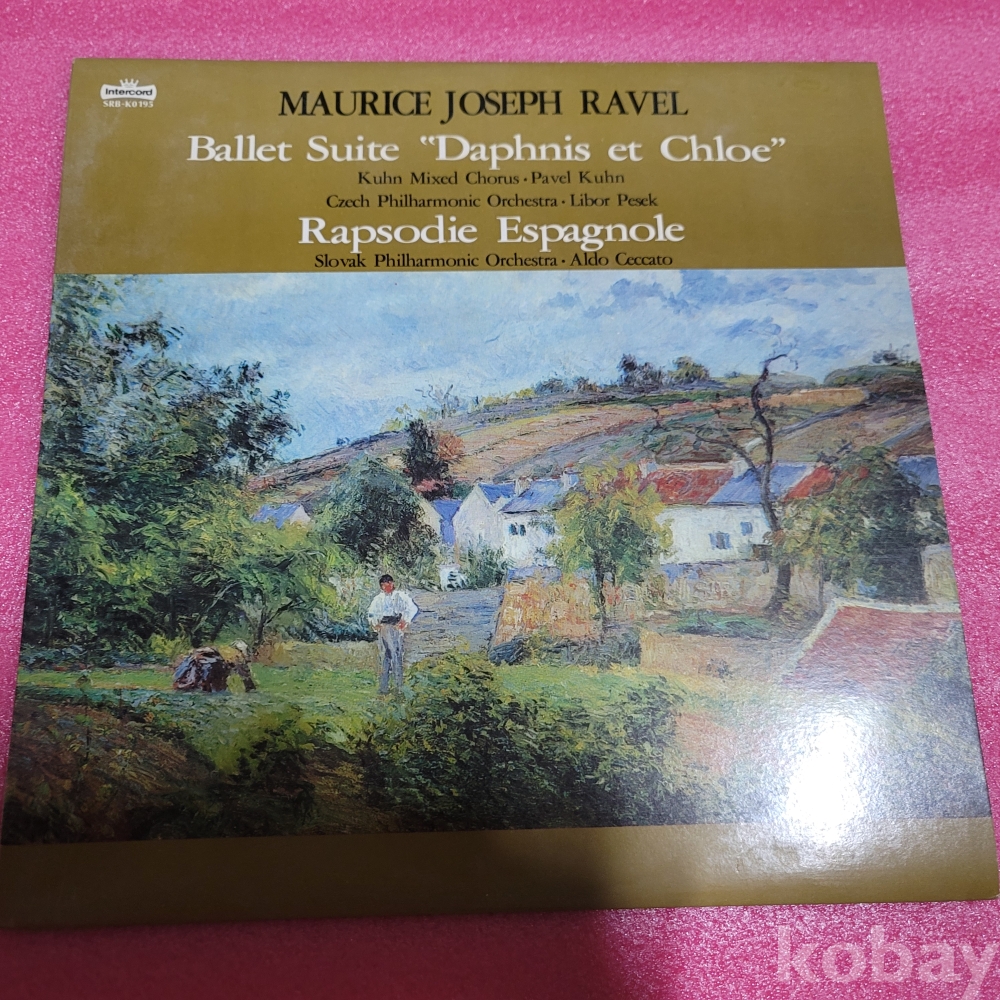 Intercord
SRB-K0193
MAURICE JOSEPH RAVEL
Ballet Suite "Daphnis et Chloe"
Kuhn Mixed Chorus · Pavel Kuhn
Czech Philharmonic Orchestra · Libor Pesek
Rapsodie Espagnole
Slovak Philharmonic Orchestra · Aldo Ceccato
kobay